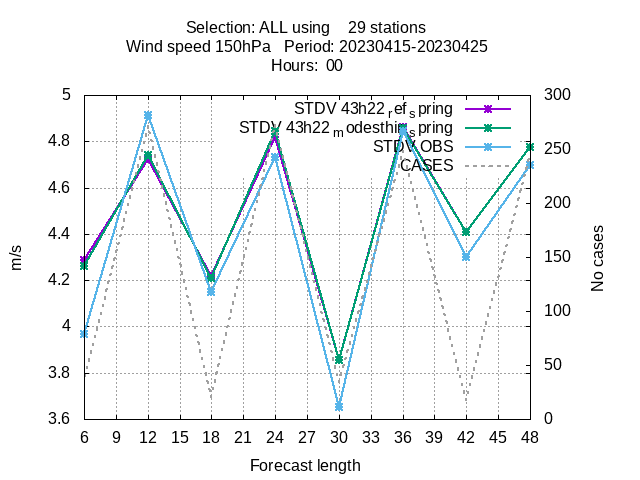 Selection: ALL using 29 stations
Wind speed 150hPa Period: 20230415-20230425
Hours: 00
STDV 43h22_ref_spring
STDV 43h22_modesthigs_spring
STDV OBS
CASES
5
4.8
4.6
4.4
4.2
4
3.8
3.6
300
250
200
150
100
50
0
m/s
No cases
6 9 12 15 18 21 24 27 30 33 36 39 42 45 48
Forecast length